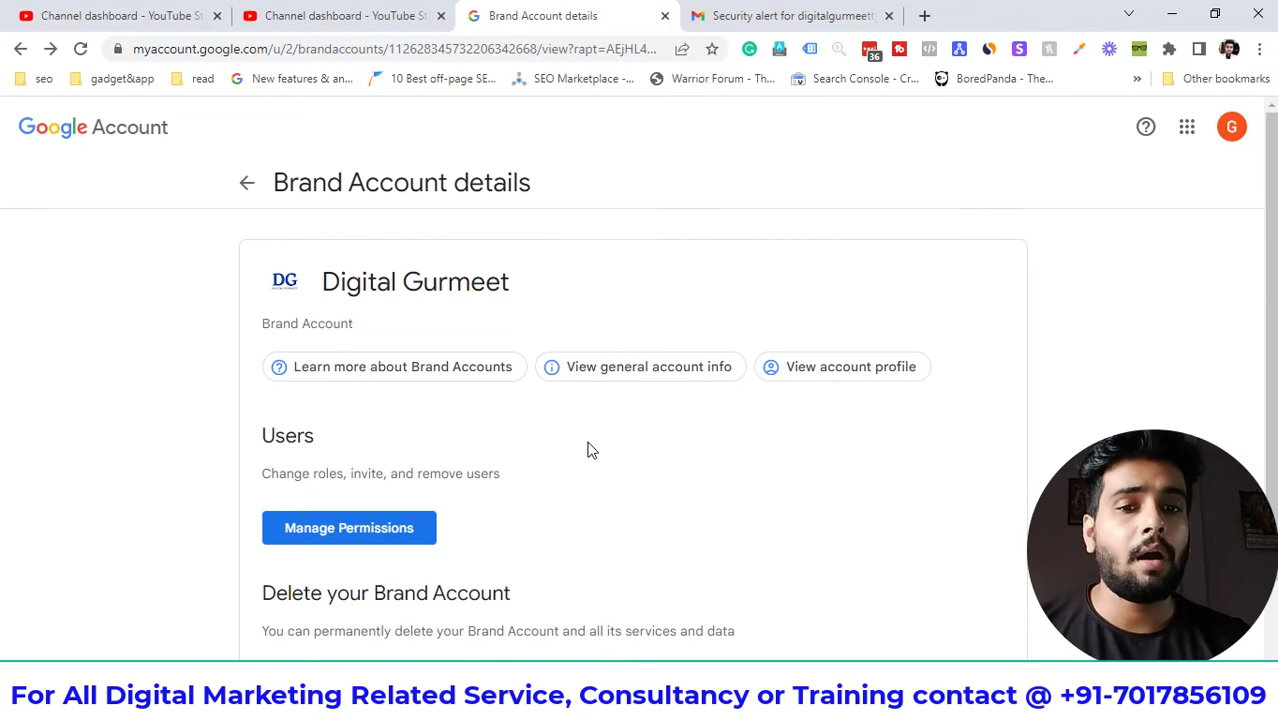 Channel dashboard - YouTube St
Channel dashboard - YouTube St
Brand Account details
Security alert for digitalgurmeett
myaccount.google.com/u/2/brandaccounts/112628345732206342668/view?rapt=AEjHL4...
36
seo
gadget&app
read
New features & an...
10 Best off-page SE...
SEO Marketplace -...
Warrior Forum - Th...
Search Console - Cr...
BoredPanda - The...
»
Other bookmarks
Google Account
G
Brand Account details
DG
Digital Gurmeet
Brand Account
Learn more about Brand Accounts
View general account info
View account profile
Users
Change roles, invite, and remove users
Manage Permissions
Delete your Brand Account
You can permanently delete your Brand Account and all its services and data
For All Digital Marketing Related Service, Consultancy or Training contact @ +91-7017856109